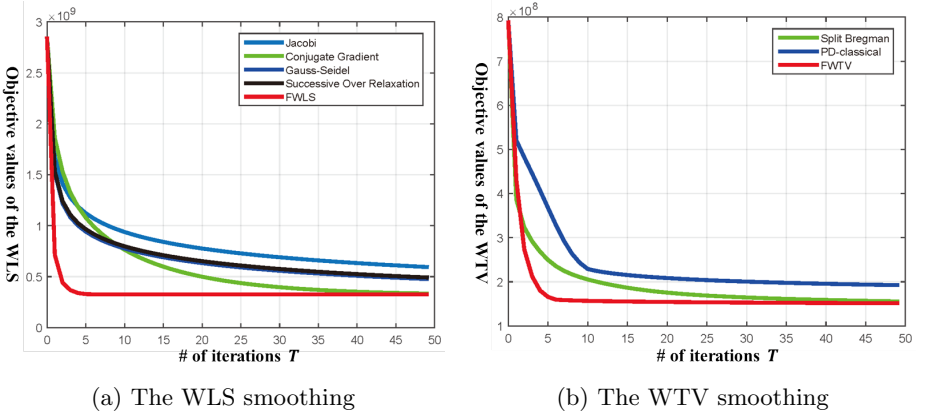 ×10⁹
3
2.5
2
1.5
1
0.5
0
0 5 10 15 20 25 30 35 40 45 50
Objective values of the WLS
# of iterations T
Jacobi
Conjugate Gradient
Gauss-Seidel
Successive Over Relaxation
FWLS
(a) The WLS smoothing
×10⁸
8
7
6
5
4
3
2
1
0 5 10 15 20 25 30 35 40 45 50
Objective values of the WTV
# of iterations T
Split Bregman
PD-classical
FWTV
(b) The WTV smoothing